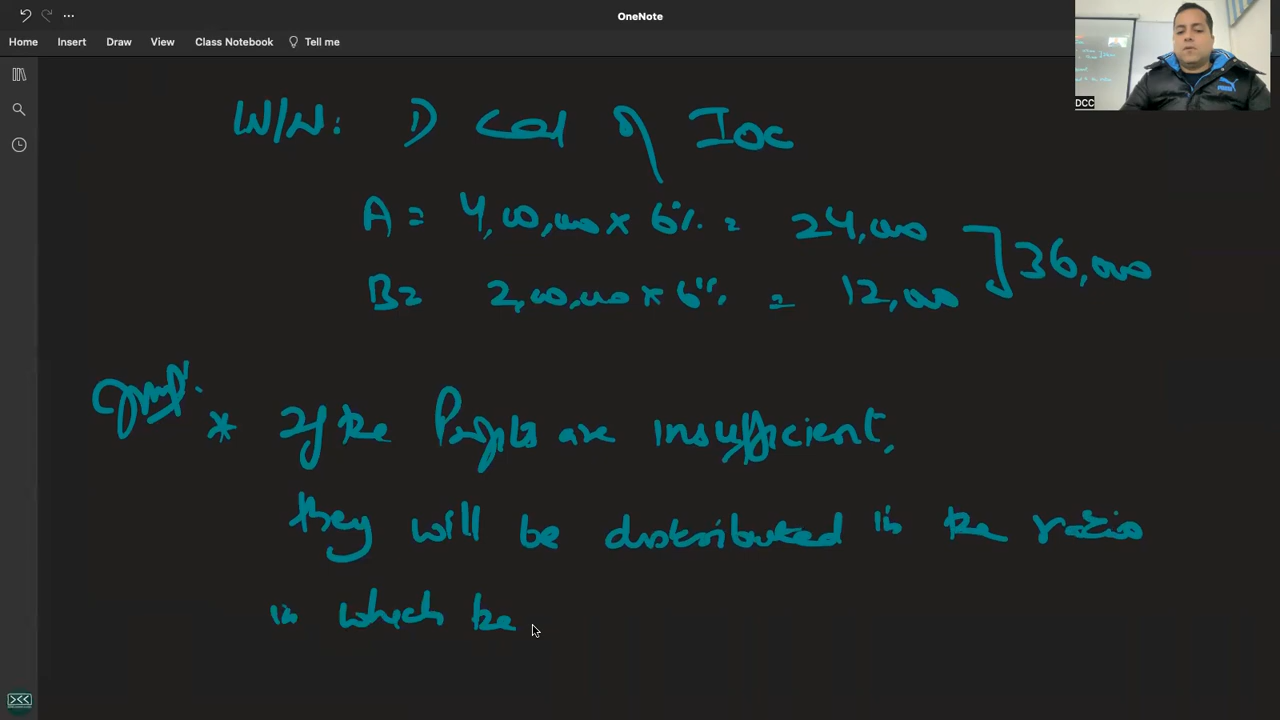 OneNote
Home Insert Draw View Class Notebook Tell me
DCC
W/N: 1) Cal of IOC
A = 4,00,000 x 6% = 24,000
36,000
B = 2,00,000 x 6% = 12,000
Imp.
* If the Profits are insufficient,
they will be distributed in the ratio
in which the